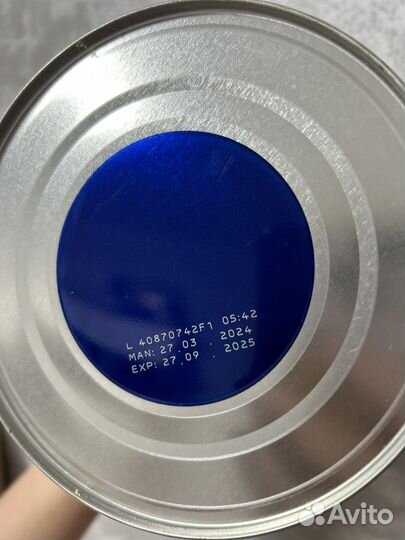 L 40870742F1 05:42
MAN: 27.03 . 2024
EXP: 27.09 . 2025
Avito